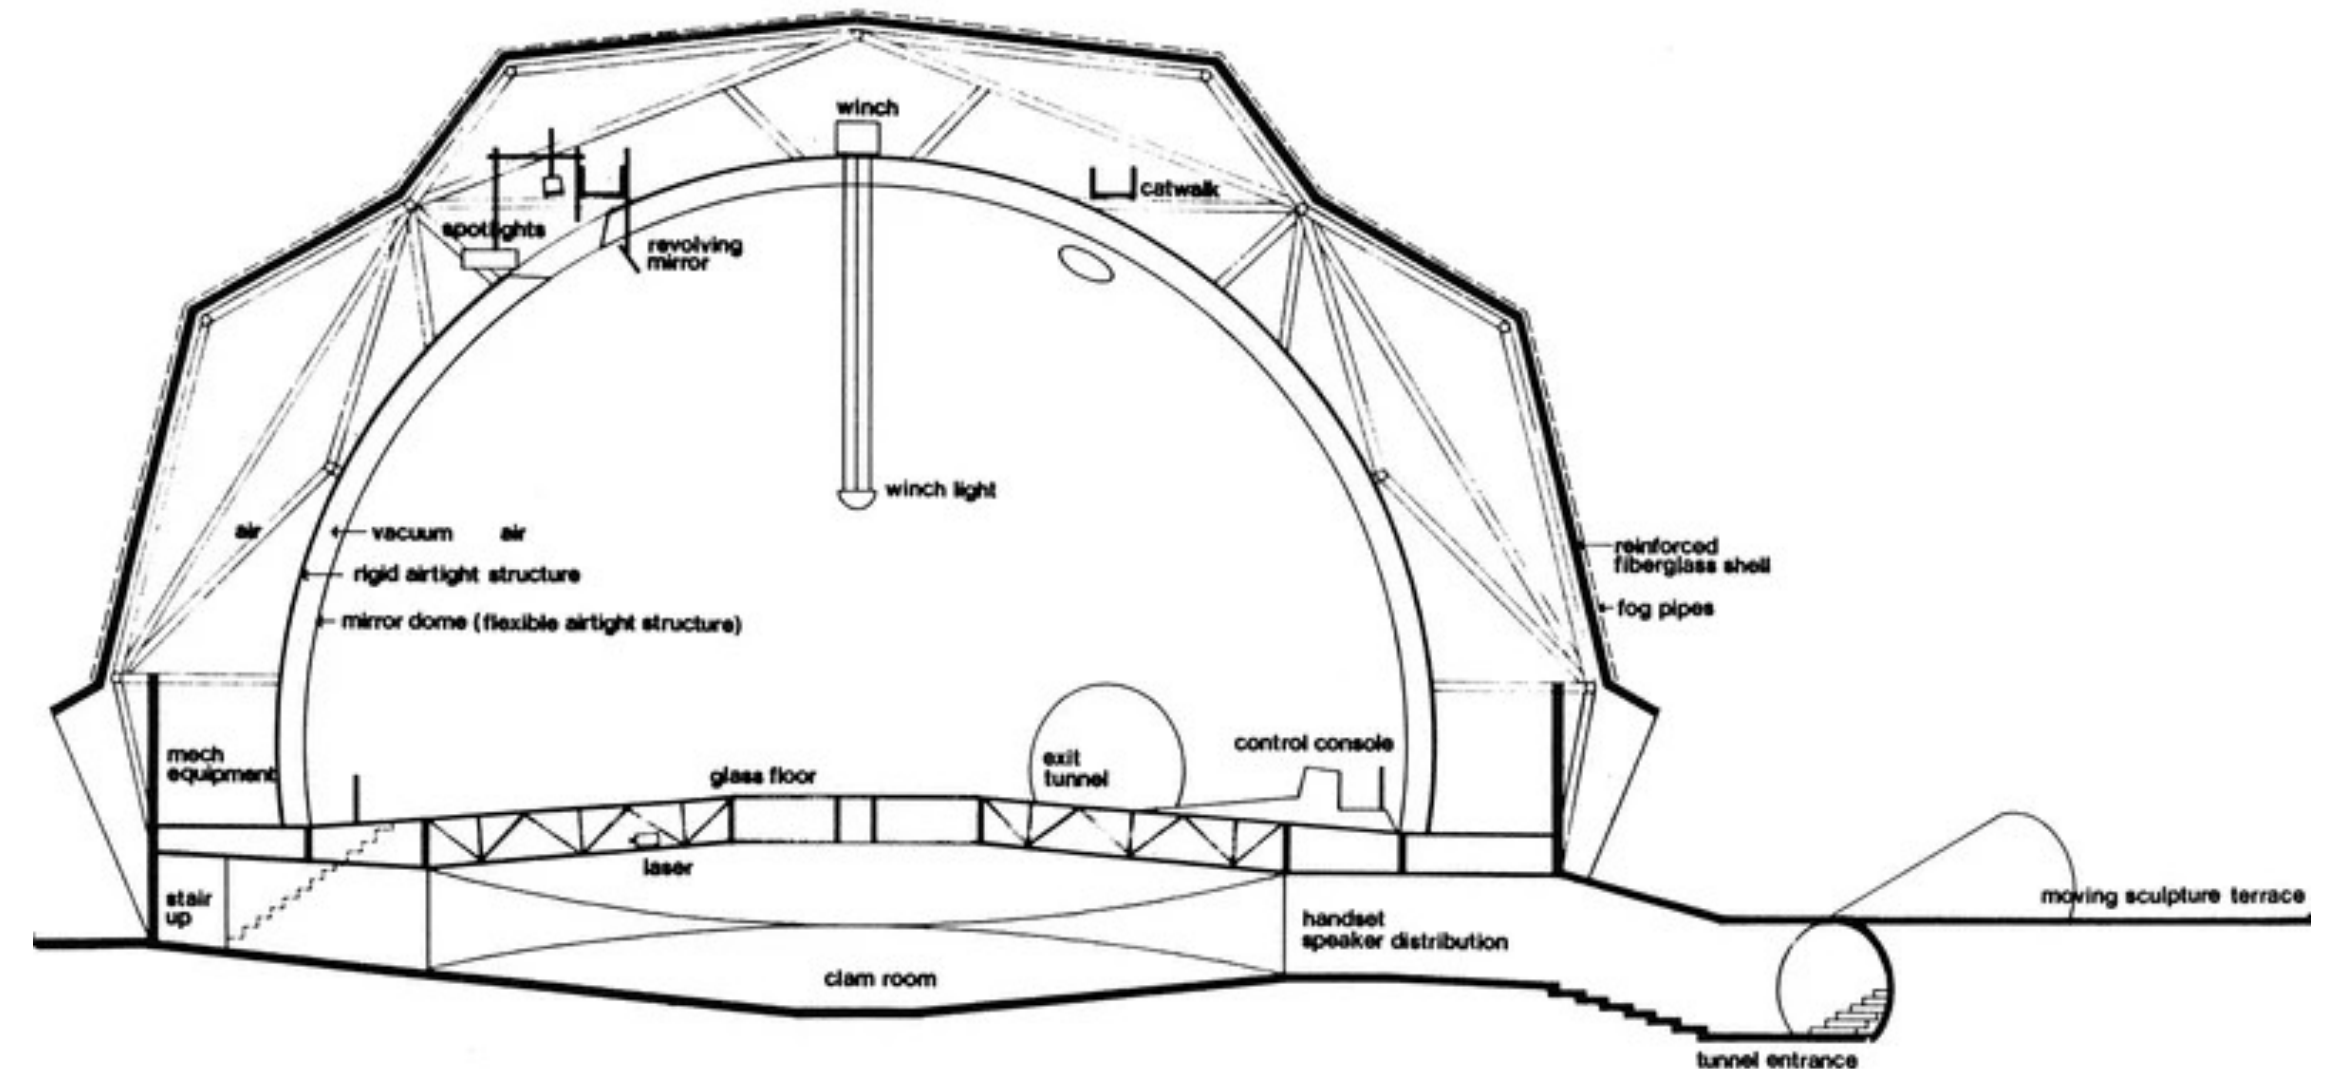 winch
catwalk
spotlights
revolving
mirror
winch light
air
vacuum
air
rigid airtight structure
mirror dome (flexible airtight structure)
reinforced
fiberglass shell
fog pipes
mech
equipment
glass floor
exit
tunnel
control console
laser
stair
up
handset
speaker distribution
clam room
moving sculpture terrace
tunnel entrance